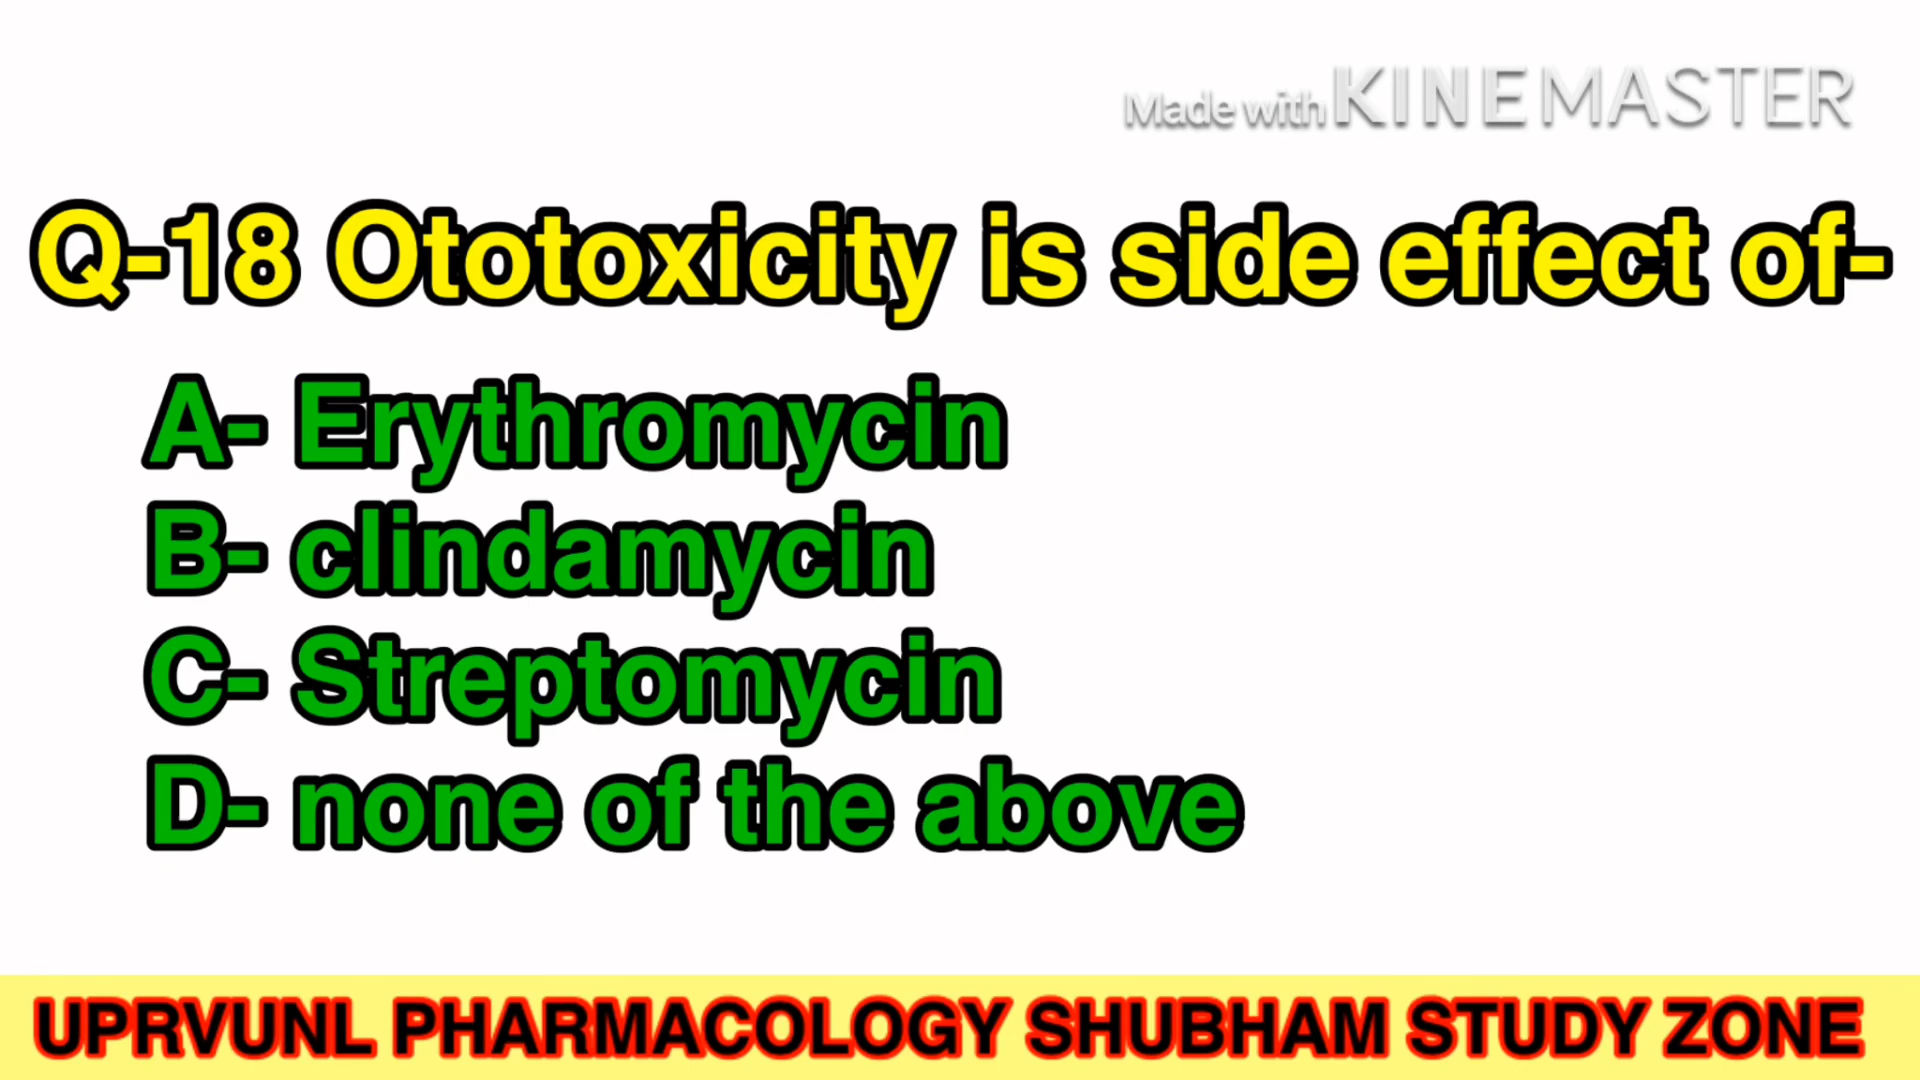 Made with KINEMASTER
Q-18 Ototoxicity is side effect of-
A- Erythromycin
B- clindamycin
C- Streptomycin
D- none of the above
UPRVUNL PHARMACOLOGY SHUBHAM STUDY ZONE